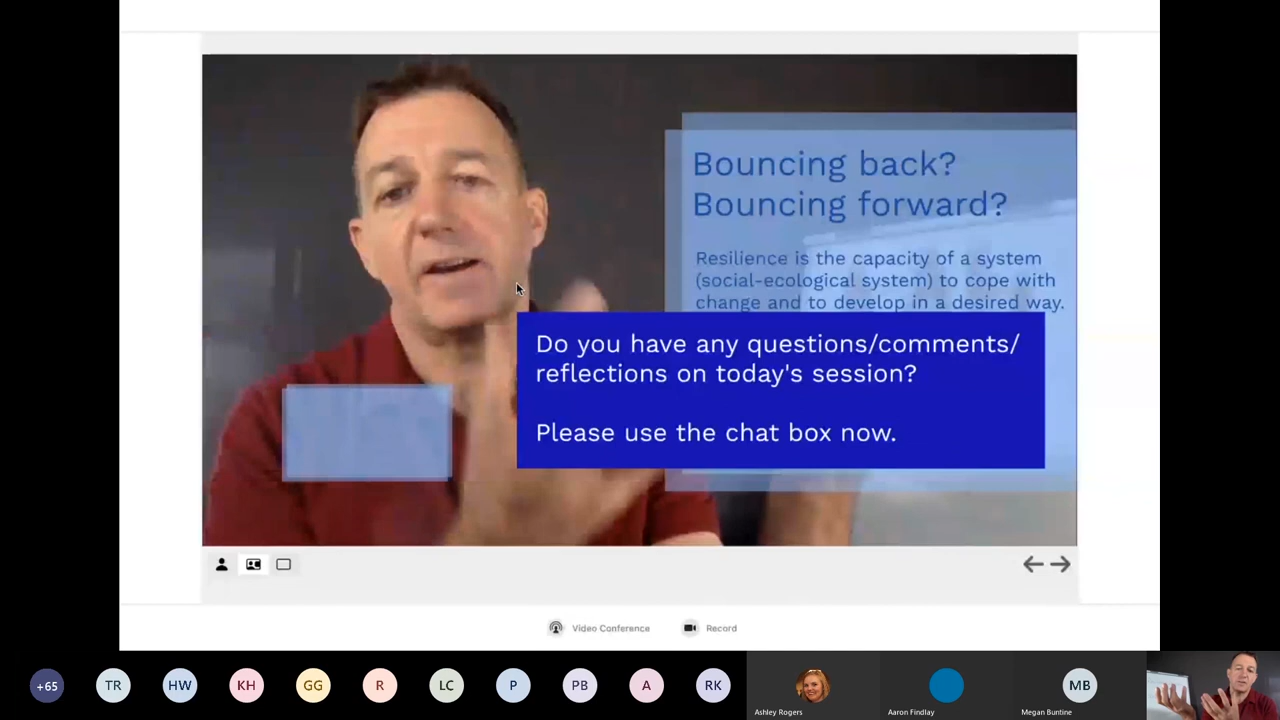 Bouncing back?
Bouncing forward?
Resilience is the capacity of a system
(social-ecological system) to cope with
change and to develop in a desired way.
Do you have any questions/comments/
reflections on today's session?
Please use the chat box now.
Video Conference
Record
+65
TR
HW
KH
GG
R
LC
P
PB
A
RK
MB
Ashley Rogers
Aaron Findlay
Megan Buntine